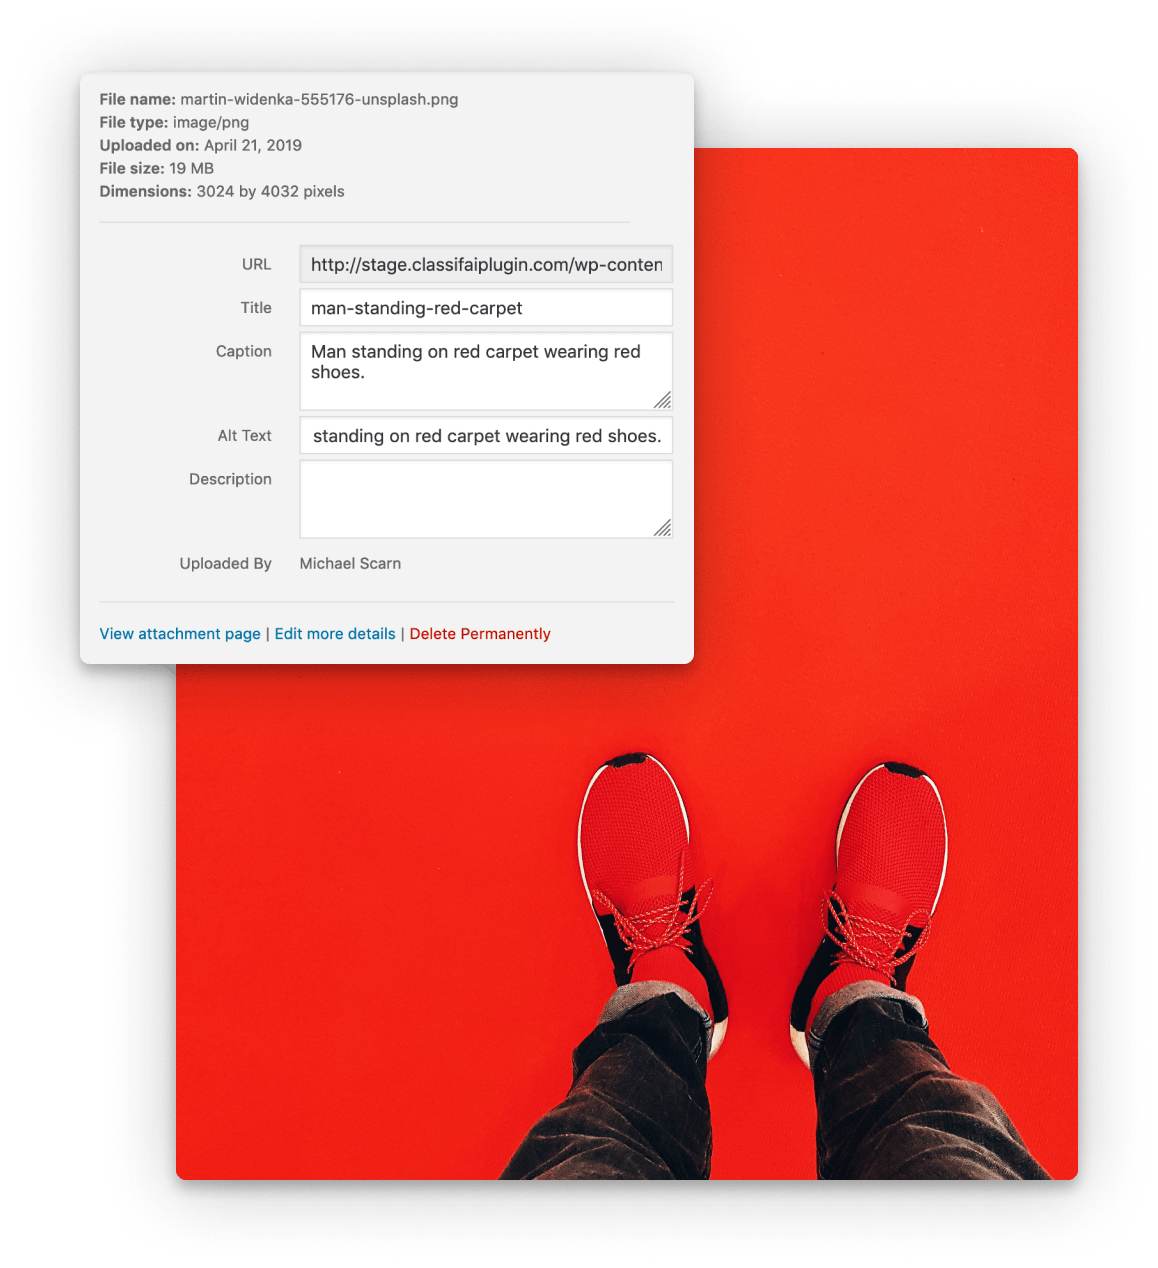 File name: martin-widenka-555176-unsplash.png
File type: image/png
Uploaded on: April 21, 2019
File size: 19 MB
Dimensions: 3024 by 4032 pixels
URL http://stage.classifaiplugin.com/wp-conten
Title man-standing-red-carpet
Caption Man standing on red carpet wearing red
shoes.
Alt Text standing on red carpet wearing red shoes.
Description
Uploaded By Michael Scarn
View attachment page | Edit more details | Delete Permanently